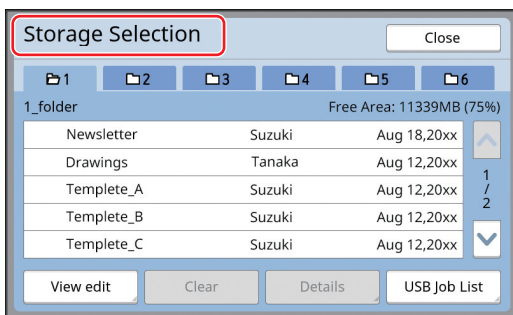 Storage Selection
Close
1 2 3 4 5 6
1_folder Free Area: 11339MB (75%)
Newsletter Suzuki Aug 18,20xx
Drawings Tanaka Aug 12,20xx
Templete_A Suzuki Aug 12,20xx
Templete_B Suzuki Aug 12,20xx
Templete_C Suzuki Aug 12,20xx
1
/
2
View edit Clear Details USB Job List